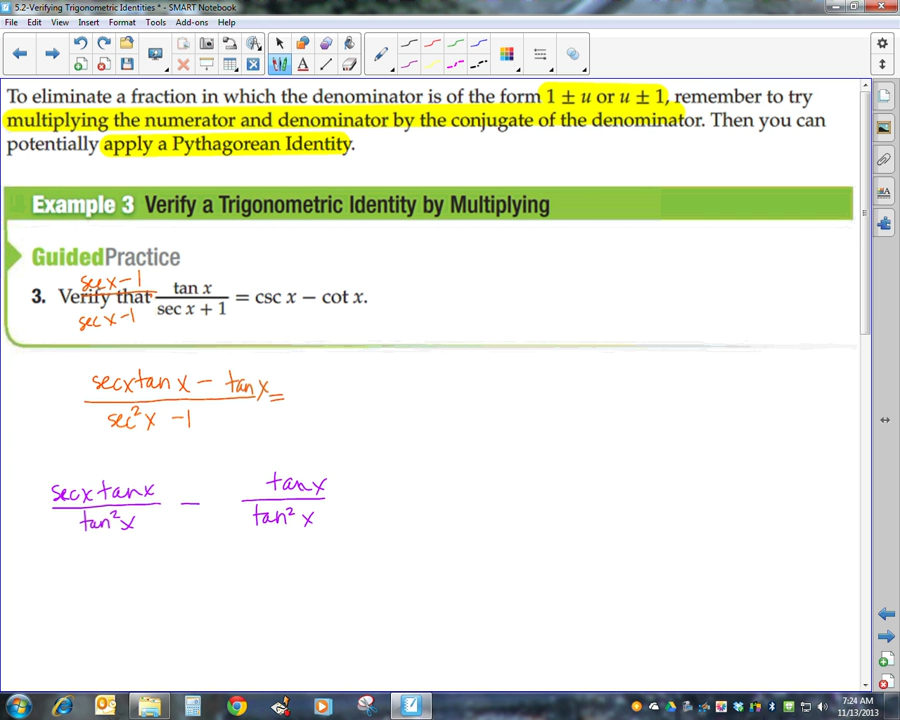 5.2-Verifying Trigonometric Identities * - SMART Notebook
File Edit View Insert Format Tools Add-ons Help
To eliminate a fraction in which the denominator is of the form 1 ± u or u ± 1, remember to try
multiplying the numerator and denominator by the conjugate of the denominator. Then you can
potentially apply a Pythagorean Identity.
Example 3 Verify a Trigonometric Identity by Multiplying
GuidedPractice
sec x - 1
tan x
3. Verify that = csc x − cot x.
sec x - 1
sec x + 1
secx tan x - tan x =
sec² x - 1
secx tan x - tan x
tan² x tan² x
7:24 AM
11/13/2013